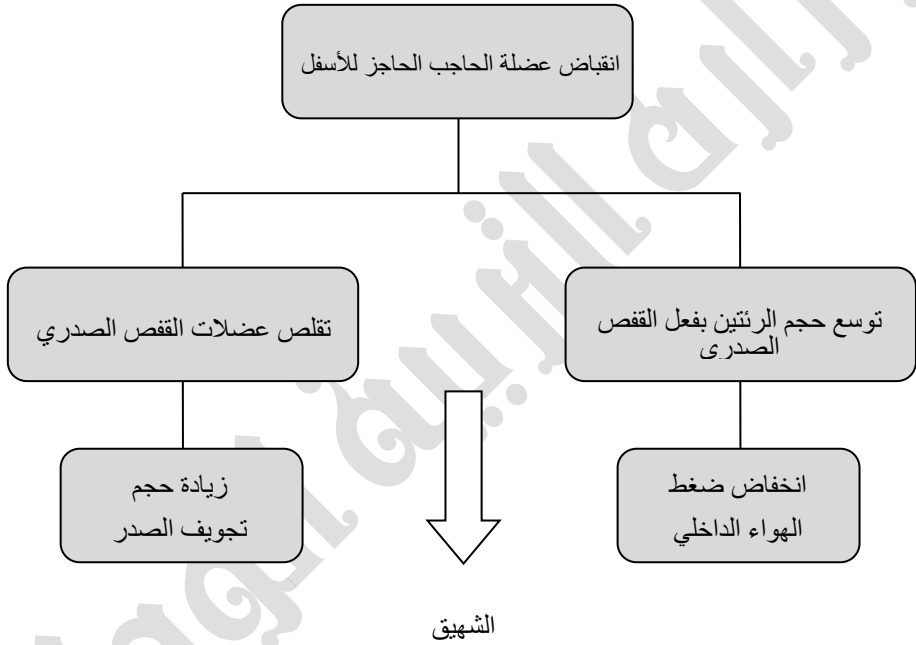 انقباض عضلة الحاجب الحاجز للأسفل
توسع حجم الرئتين بفعل القفص
الصدرى
تقلص عضلات القفص الصدري
انخفاض ضغط
الهواء الداخلي
زيادة حجم
تجويف الصدر
الشهيق